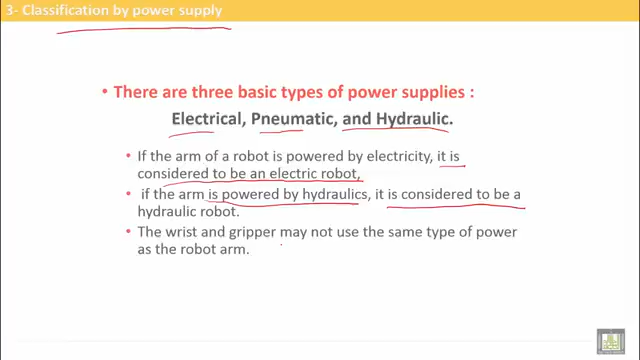 3- Classification by power supply
• There are three basic types of power supplies :
Electrical, Pneumatic, and Hydraulic.
• If the arm of a robot is powered by electricity, it is
considered to be an electric robot,
• if the arm is powered by hydraulics, it is considered to be a
hydraulic robot.
• The wrist and gripper may not use the same type of power
as the robot arm.